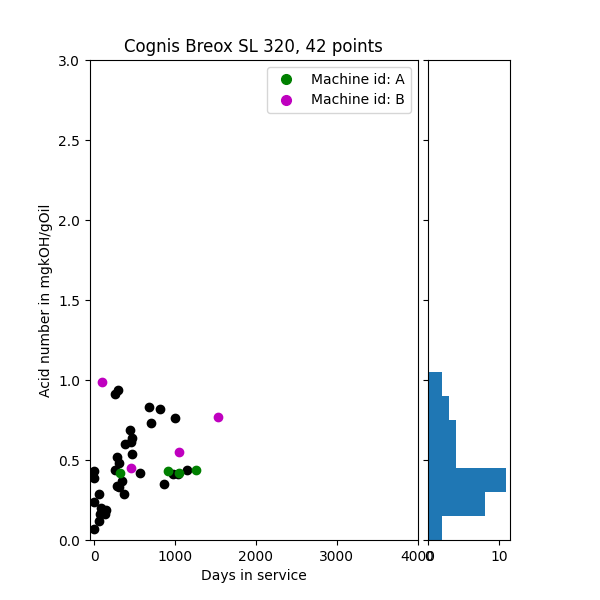 Cognis Breox SL 320, 42 points
Machine id: A
Machine id: B
Acid number in mgkOH/gOil
3.0
2.5
2.0
1.5
1.0
0.5
0.0
0
1000
2000
3000
4000
0
10
Days in service